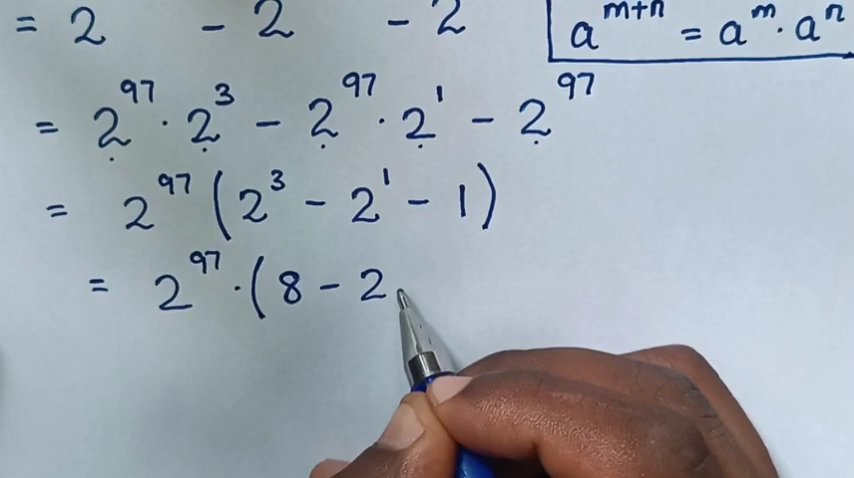 = 2 - 2 - 2
a^{m+n} = a^m · a^n
= 2^{97} · 2^3 - 2^{97} · 2^1 - 2^{97}
= 2^{97} (2^3 - 2^1 - 1)
= 2^{97} · (8 - 2